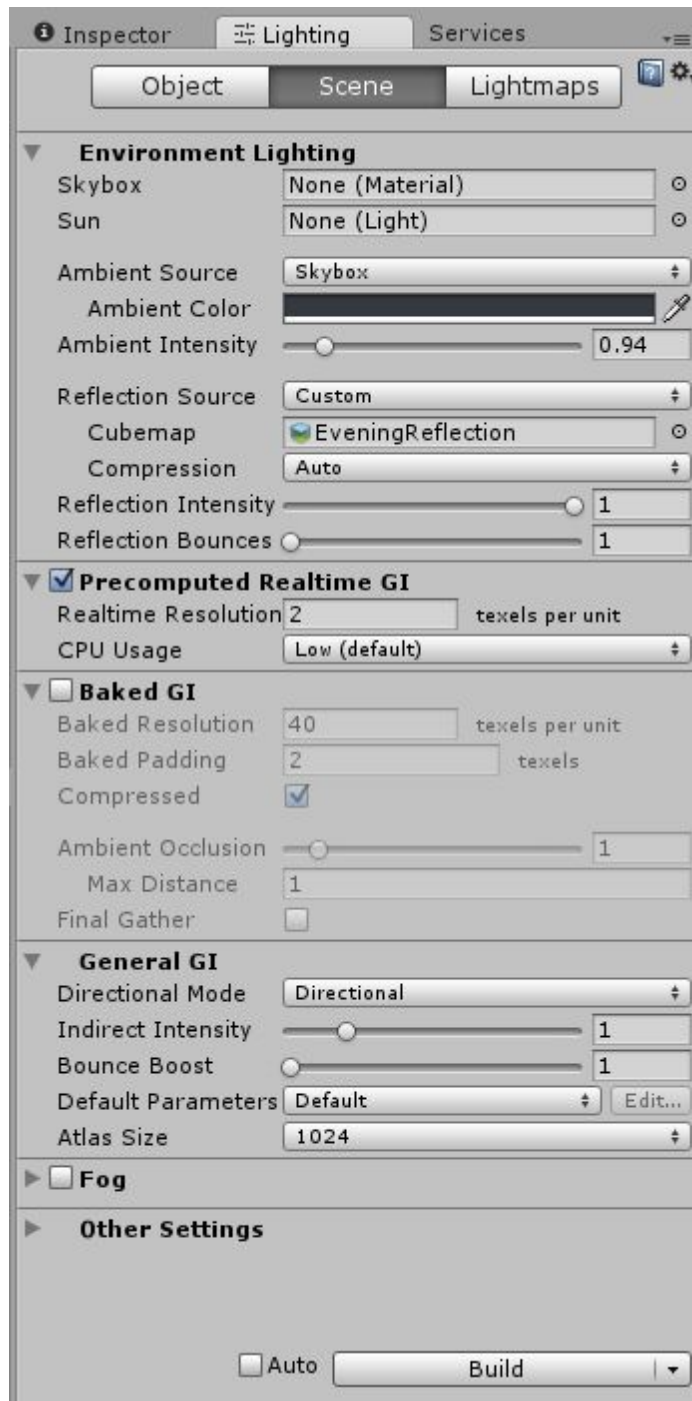 Inspector Lighting Services
Object Scene Lightmaps
Environment Lighting
Skybox None (Material)
Sun None (Light)
Ambient Source Skybox
Ambient Color
Ambient Intensity 0.94
Reflection Source Custom
Cubemap EveningReflection
Compression Auto
Reflection Intensity 1
Reflection Bounces 1
Precomputed Realtime GI
Realtime Resolution 2 texels per unit
CPU Usage Low (default)
Baked GI
Baked Resolution 40 texels per unit
Baked Padding 2 texels
Compressed
Ambient Occlusion 1
Max Distance 1
Final Gather
General GI
Directional Mode Directional
Indirect Intensity 1
Bounce Boost 1
Default Parameters Default Edit...
Atlas Size 1024
Fog
Other Settings
Auto Build